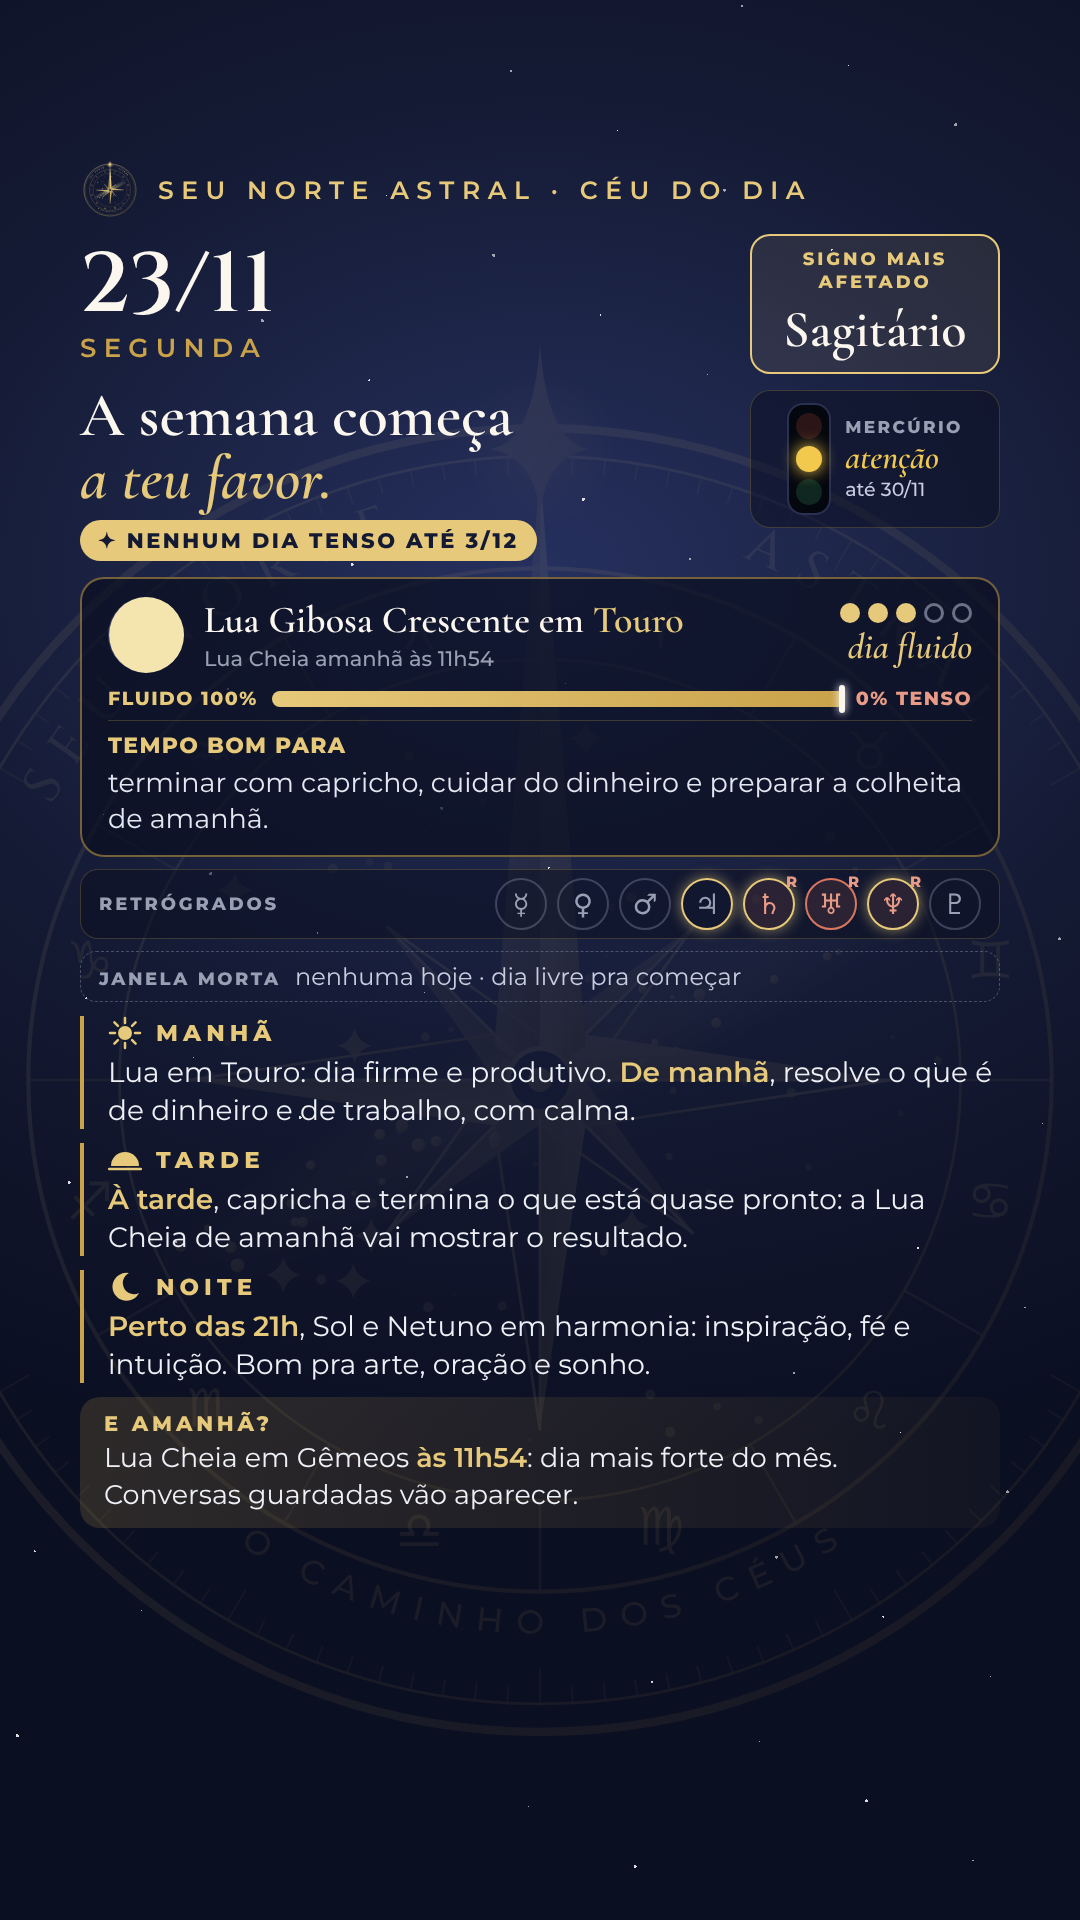 SEU NORTE ASTRAL · CÉU DO DIA
23/11
SEGUNDA
SIGNO MAIS
AFETADO
Sagitário
A semana começa
a teu favor.
MERCÚRIO
atenção
até 30/11
✦ NENHUM DIA TENSO ATÉ 3/12
Lua Gibosa Crescente em Touro
Lua Cheia amanhã às 11h54
dia fluido
FLUIDO 100%
0% TENSO
TEMPO BOM PARA
terminar com capricho, cuidar do dinheiro e preparar a colheita
de amanhã.
RETRÓGRADOS
☿ ♀ ♂ ♃ ♄ R ♅ R ♆ R ♇
JANELA MORTA nenhuma hoje · dia livre pra começar
MANHÃ
Lua em Touro: dia firme e produtivo. De manhã, resolve o que é
de dinheiro e de trabalho, com calma.
TARDE
À tarde, capricha e termina o que está quase pronto: a Lua
Cheia de amanhã vai mostrar o resultado.
NOITE
Perto das 21h, Sol e Netuno em harmonia: inspiração, fé e
intuição. Bom pra arte, oração e sonho.
E AMANHÃ?
Lua Cheia em Gêmeos às 11h54: dia mais forte do mês.
Conversas guardadas vão aparecer.
O CAMINHO DOS CÉUS